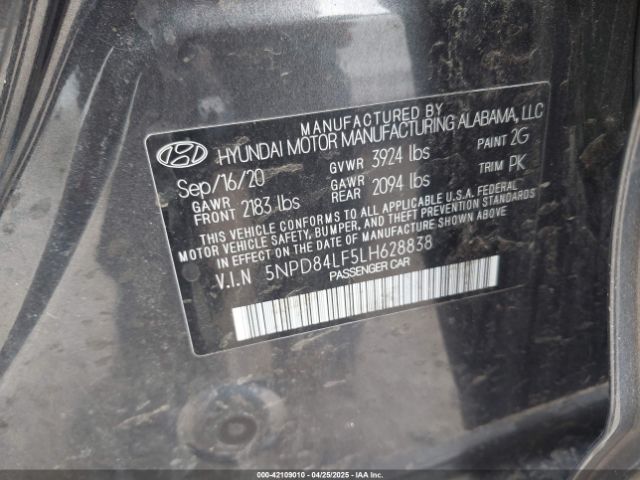 MANUFACTURED BY
HYUNDAI MOTOR MANUFACTURING ALABAMA, LLC
Sep/16/20 GVWR 3924 lbs PAINT 2G
GAWR FRONT 2183 lbs GAWR REAR 2094 lbs TRIM PK
THIS VEHICLE CONFORMS TO ALL APPLICABLE U.S.A. FEDERAL
MOTOR VEHICLE SAFETY, BUMPER, AND THEFT PREVENTION STANDARDS
IN EFFECT ON THE DATE OF MANUFACTURE SHOWN ABOVE.
V.I.N 5NPD84LF5LH628838
PASSENGER CAR
000-42109010 - 04/25/2025 - IAAI.COM